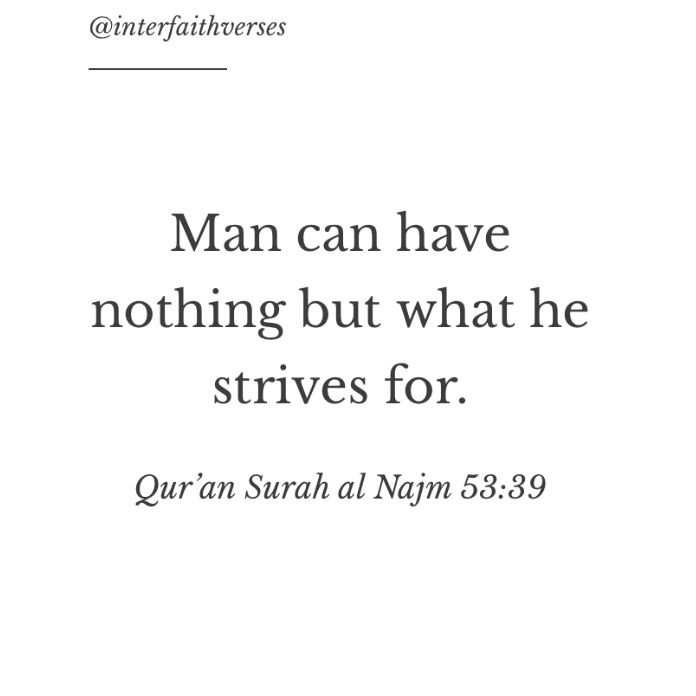 @interfaithverses
Man can have
nothing but what he
strives for.
Qur’an Surah al Najm 53:39